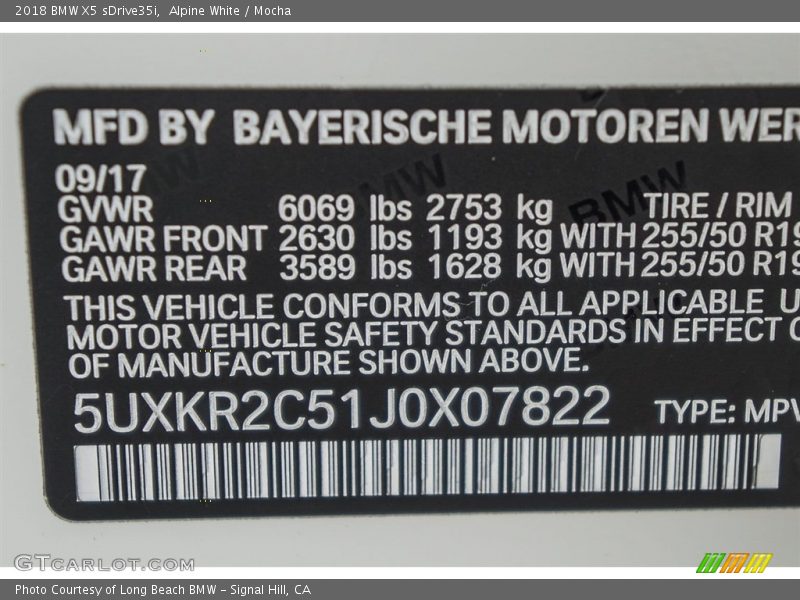 2018 BMW X5 sDrive35i,  Alpine White / Mocha
MFD BY BAYERISCHE MOTOREN WER
09/17
GVWR 6069 lbs 2753 kg TIRE / RIM
GAWR FRONT 2630 lbs 1193 kg WITH 255/50 R19
GAWR REAR 3589 lbs 1628 kg WITH 255/50 R19
THIS VEHICLE CONFORMS TO ALL APPLICABLE U
MOTOR VEHICLE SAFETY STANDARDS IN EFFECT O
OF MANUFACTURE SHOWN ABOVE.
5UXKR2C51J0X07822 TYPE: MPV
BMW
BMW
BMW
GTCARLOT.COM
Photo Courtesy of Long Beach BMW – Signal Hill, CA